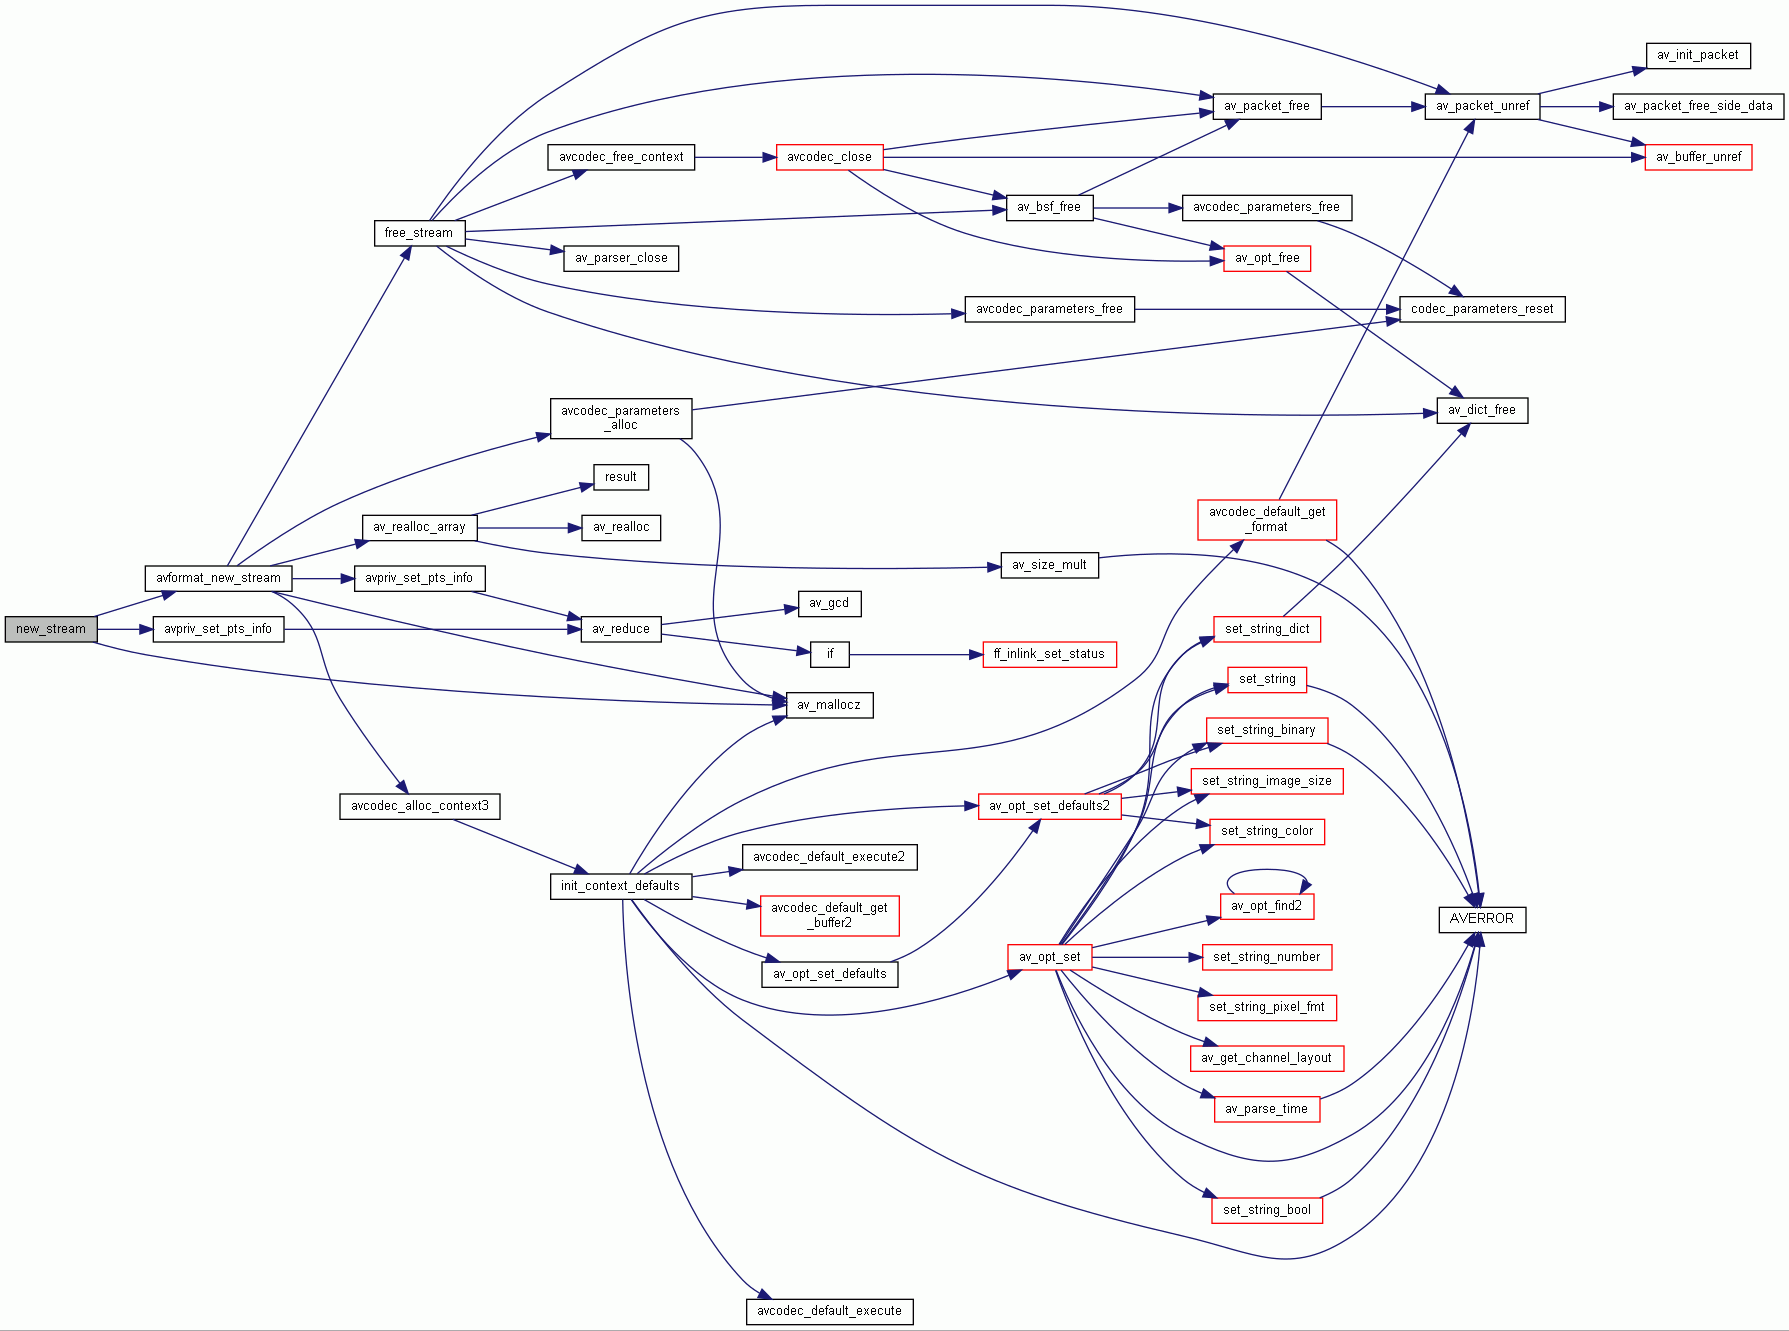 av_init_packet
av_packet_free
av_packet_unref
av_packet_free_side_data
avcodec_free_context
avcodec_close
av_buffer_unref
av_bsf_free
avcodec_parameters_free
free_stream
av_parser_close
av_opt_free
avcodec_parameters_free
codec_parameters_reset
avcodec_parameters
_alloc
av_dict_free
result
avcodec_default_get
_format
av_realloc_array
av_realloc
av_size_mult
avformat_new_stream
avpriv_set_pts_info
av_gcd
new_stream
avpriv_set_pts_info
av_reduce
set_string_dict
if
ff_inlink_set_status
set_string
av_mallocz
set_string_binary
set_string_image_size
avcodec_alloc_context3
av_opt_set_defaults2
set_string_color
avcodec_default_execute2
init_context_defaults
avcodec_default_get
_buffer2
av_opt_find2
AVERROR
av_opt_set
set_string_number
av_opt_set_defaults
set_string_pixel_fmt
av_get_channel_layout
av_parse_time
set_string_bool
avcodec_default_execute